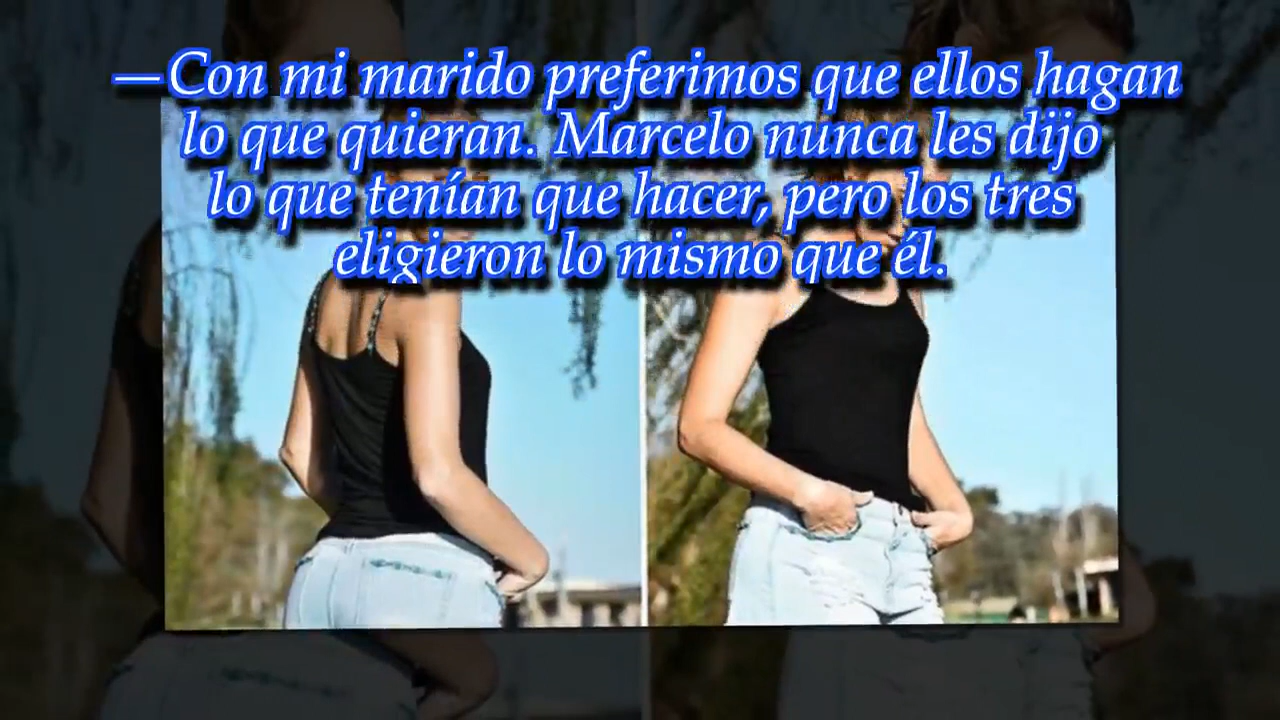 —Con mi marido preferimos que ellos hagan
lo que quieran. Marcelo nunca les dijo
lo que tenían que hacer, pero los tres
eligieron lo mismo que él.